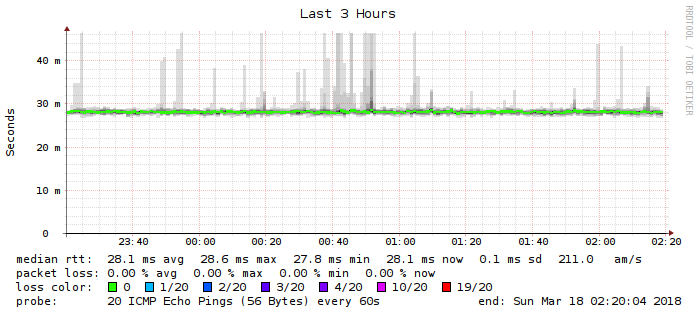 Last 3 Hours
RRDTOOL / TOBI OETIKER
Seconds
40 m
30 m
20 m
10 m
0
23:40 00:00 00:20 00:40 01:00 01:20 01:40 02:00 02:20
median rtt: 28.1 ms avg 28.6 ms max 27.8 ms min 28.1 ms now 0.1 ms sd 211.0 am/s
packet loss: 0.00 % avg 0.00 % max 0.00 % min 0.00 % now
loss color: 0 1/20 2/20 3/20 4/20 10/20 19/20
probe: 20 ICMP Echo Pings (56 Bytes) every 60s end: Sun Mar 18 02:20:04 2018